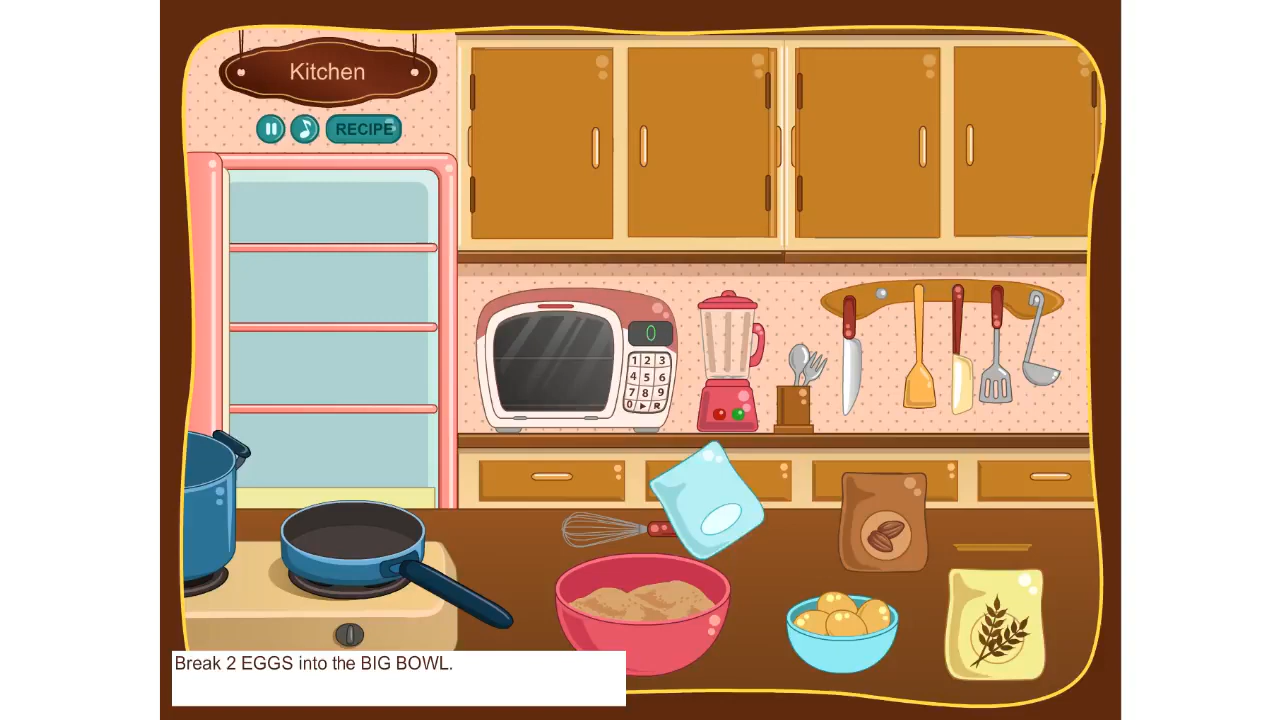 Kitchen
RECIPE
0
1 2 3
4 5 6
7 8 9
0 R
Break 2 EGGS into the BIG BOWL.